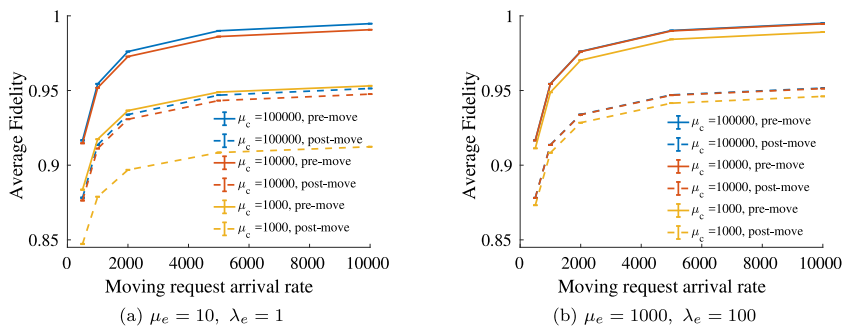 1
0.95
0.9
0.85
Average Fidelity
μc =100000, pre-move
μc =100000, post-move
μc =10000, pre-move
μc =10000, post-move
μc =1000, pre-move
μc =1000, post-move
0 2000 4000 6000 8000 10000
Moving request arrival rate
(a) μe = 10, λe = 1
1
0.95
0.9
0.85
Average Fidelity
μc =100000, pre-move
μc =100000, post-move
μc =10000, pre-move
μc =10000, post-move
μc =1000, pre-move
μc =1000, post-move
0 2000 4000 6000 8000 10000
Moving request arrival rate
(b) μe = 1000, λe = 100